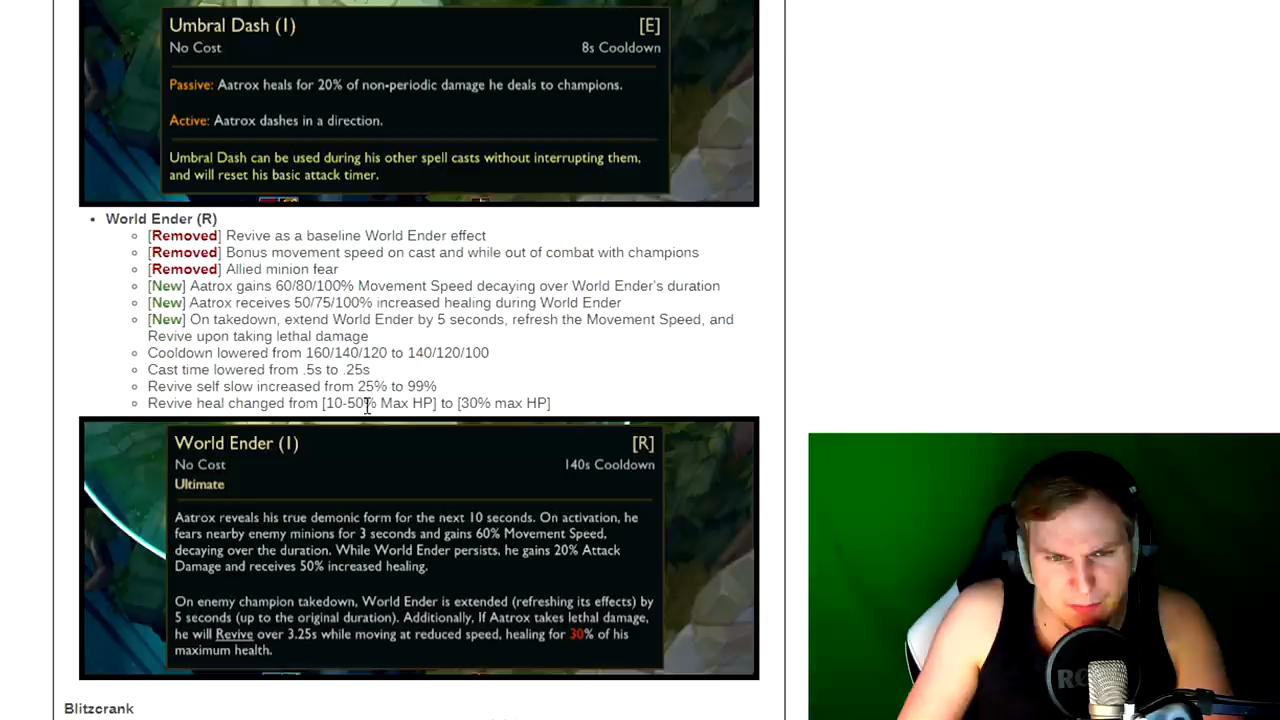 Umbral Dash (1) [E]
No Cost 8s Cooldown
Passive: Aatrox heals for 20% of non-periodic damage he deals to champions.
Active: Aatrox dashes in a direction.
Umbral Dash can be used during his other spell casts without interrupting them,
and will reset his basic attack timer.
World Ender (R)
[Removed] Revive as a baseline World Ender effect
[Removed] Bonus movement speed on cast and while out of combat with champions
[Removed] Allied minion fear
[New] Aatrox gains 60/80/100% Movement Speed decaying over World Ender's duration
[New] Aatrox receives 50/75/100% increased healing during World Ender
[New] On takedown, extend World Ender by 5 seconds, refresh the Movement Speed, and
Revive upon taking lethal damage
Cooldown lowered from 160/140/120 to 140/120/100
Cast time lowered from .5s to .25s
Revive self slow increased from 25% to 99%
Revive heal changed from [10-50% Max HP] to [30% max HP]
World Ender (1) [R]
No Cost 140s Cooldown
Ultimate
Aatrox reveals his true demonic form for the next 10 seconds. On activation, he
fears nearby enemy minions for 3 seconds and gains 60% Movement Speed,
decaying over the duration. While World Ender persists, he gains 20% Attack
Damage and receives 50% increased healing.
On enemy champion takedown, World Ender is extended (refreshing its effects) by
5 seconds (up to the original duration). Additionally, If Aatrox takes lethal damage,
he will Revive over 3.25s while moving at reduced speed, healing for 30% of his
maximum health.
Blitzcrank